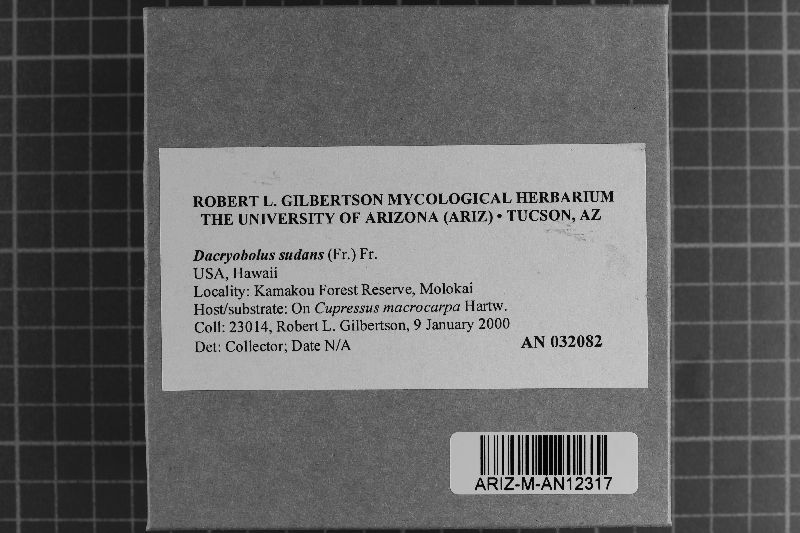 ROBERT L. GILBERTSON MYCOLOGICAL HERBARIUM
THE UNIVERSITY OF ARIZONA (ARIZ) • TUCSON, AZ
Dacryobolus sudans (Fr.) Fr.
USA, Hawaii
Locality: Kamakou Forest Reserve, Molokai
Host/substrate: On Cupressus macrocarpa Hartw.
Coll: 23014, Robert L. Gilbertson, 9 January 2000
Det: Collector; Date N/A
AN 032082
ARIZ-M-AN12317